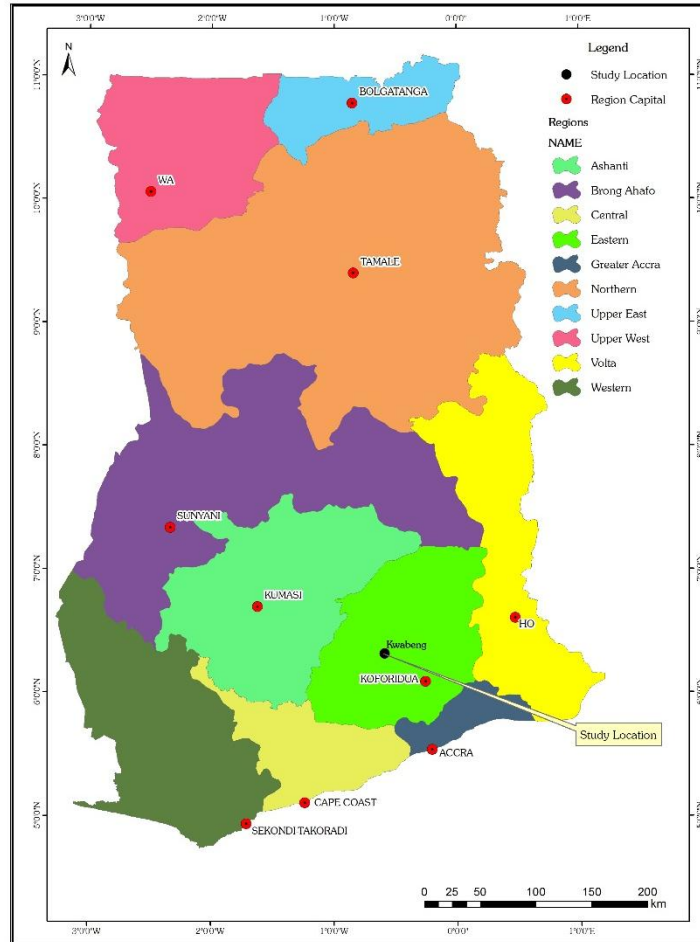 3°0'0"W 2°0'0"W 1°0'0"W 0°0'0" 1°0'0"E
N
Legend
Study Location
Region Capital
Regions
NAME
Ashanti
Brong Ahafo
Central
Eastern
Greater Accra
Northern
Upper East
Upper West
Volta
Western
11°0'0"N
10°0'0"N
9°0'0"N
8°0'0"N
7°0'0"N
6°0'0"N
5°0'0"N
BOLGATANGA
WA
TAMALE
SUNYANI
KUMASI
HO
Kwabeng
KOFORIDUA
Study Location
ACCRA
CAPE COAST
SEKONDI TAKORADI
0 25 50 100 150 200
km
3°0'0"W 2°0'0"W 1°0'0"W 0°0'0" 1°0'0"E